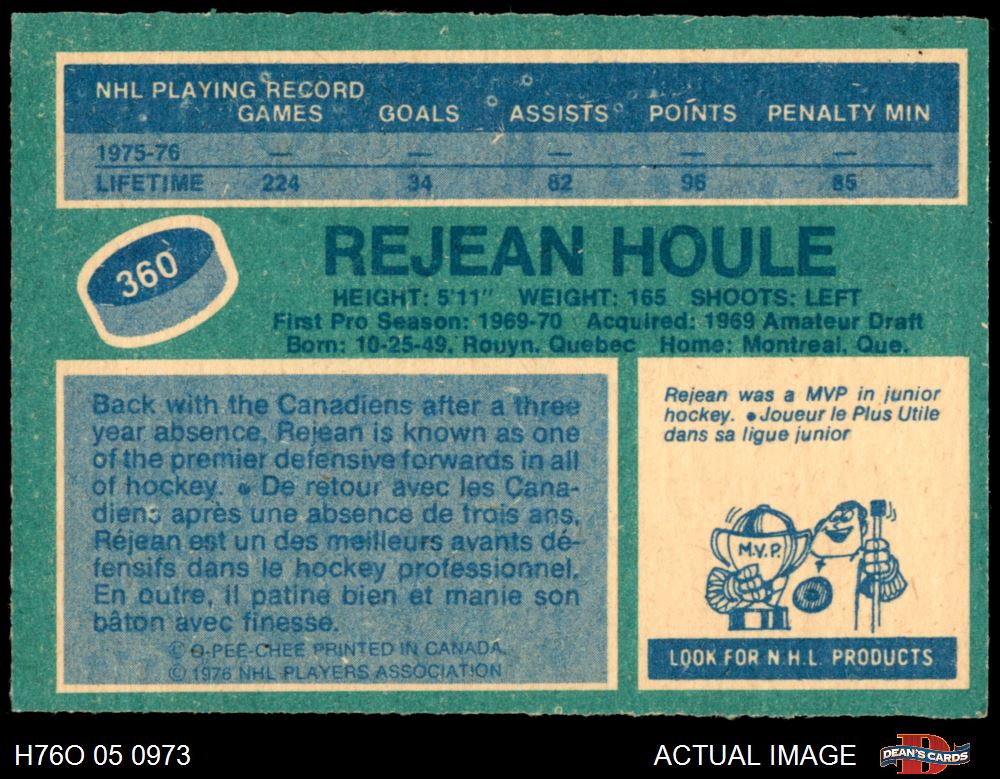 NHL PLAYING RECORD
GAMES GOALS ASSISTS POINTS PENALTY MIN
1975-76 — — — — —
LIFETIME 224 34 62 96 85
360
REJEAN HOULE
HEIGHT: 5'11" WEIGHT: 165 SHOOTS: LEFT
First Pro Season: 1969-70 Acquired: 1969 Amateur Draft
Born: 10-25-49, Rouyn, Quebec Home: Montreal, Que.
Back with the Canadiens after a three
year absence, Rejean is known as one
of the premier defensive forwards in all
of hockey. • De retour avec les Cana-
diens après une absence de trois ans,
Réjean est un des meilleurs avants dé-
fensifs dans le hockey professionnel.
En outre, il patine bien et manie son
bâton avec finesse.
© O-PEE-CHEE PRINTED IN CANADA.
© 1976 NHL PLAYERS ASSOCIATION
Rejean was a MVP in junior
hockey. • Joueur le Plus Utile
dans sa ligue junior
M.V.P.
LOOK FOR N.H.L. PRODUCTS
H76O 05 0973
ACTUAL IMAGE
DEAN'S CARDS